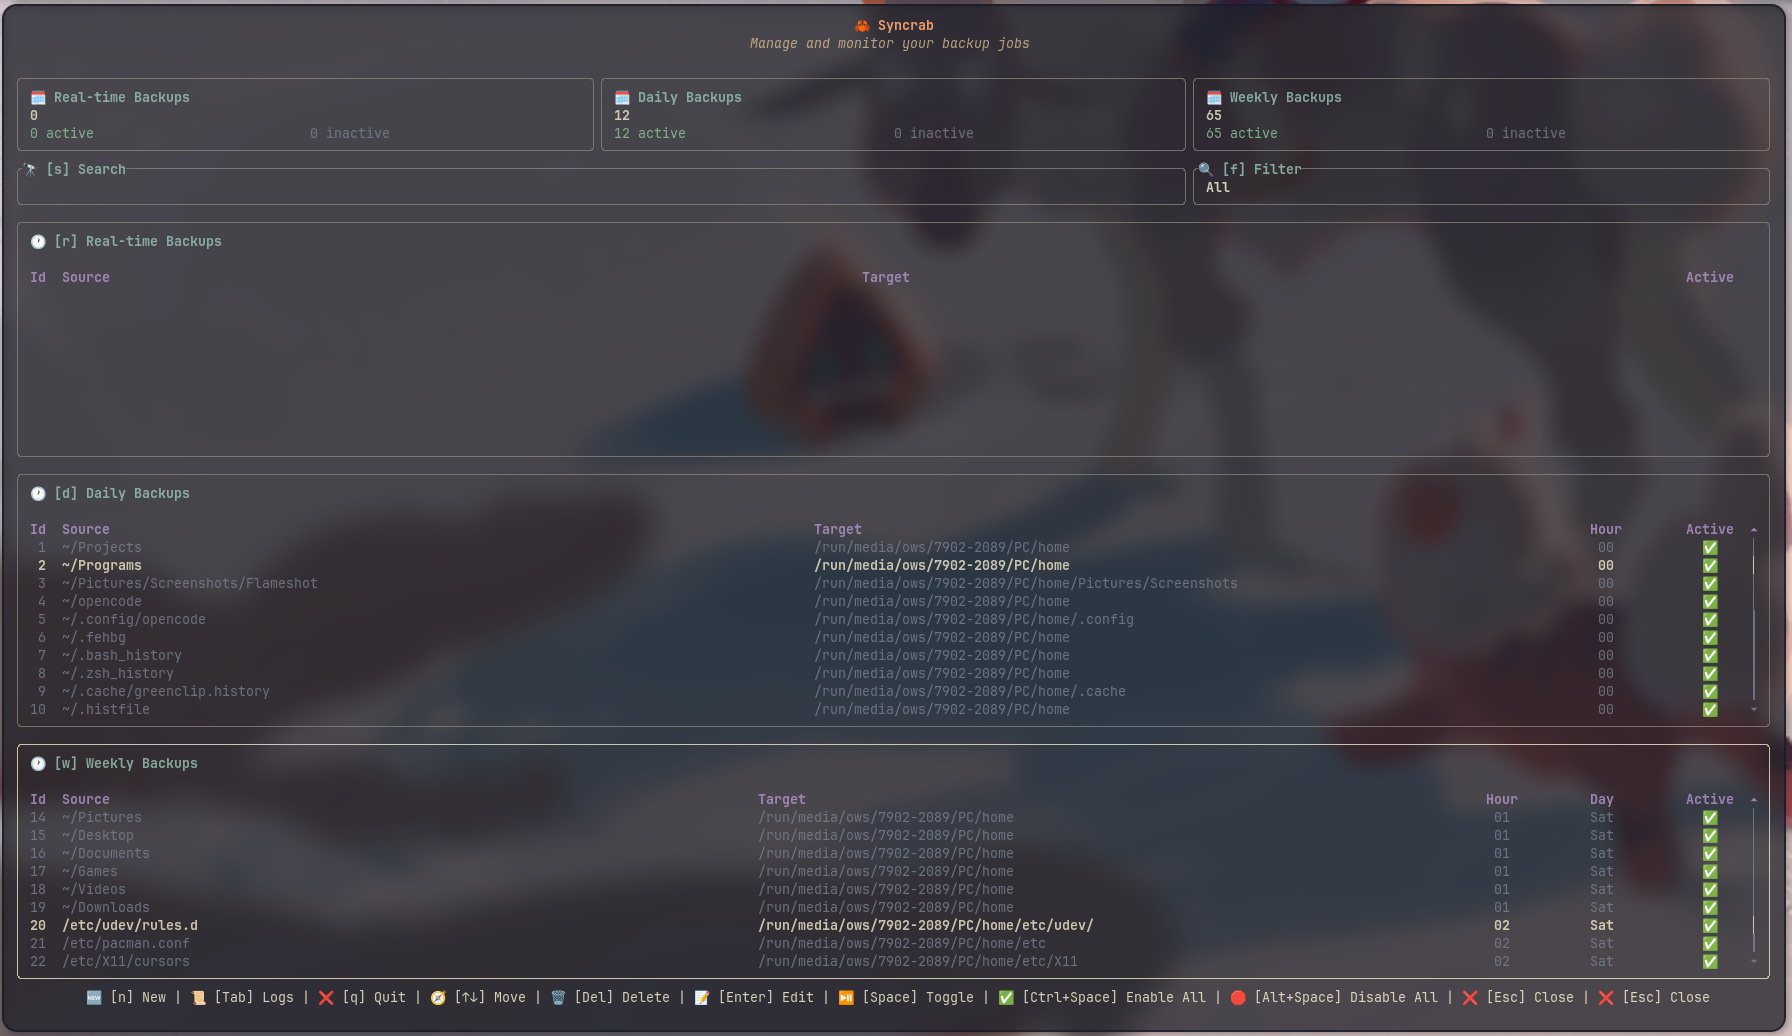 🦀 Syncrab
Manage and monitor your backup jobs
🗓️ Real-time Backups
0
0 active 0 inactive
🗓️ Daily Backups
12
12 active 0 inactive
🗓️ Weekly Backups
65
65 active 0 inactive
🔭 [s] Search
🔍 [f] Filter
All
🕐 [r] Real-time Backups
Id Source Target Active
🕐 [d] Daily Backups
Id Source Target Hour Active
1 ~/Projects /run/media/ows/7902-2089/PC/home 00 ✅
2 ~/Programs /run/media/ows/7902-2089/PC/home 00 ✅
3 ~/Pictures/Screenshots/Flameshot /run/media/ows/7902-2089/PC/home/Pictures/Screenshots 00 ✅
4 ~/opencode /run/media/ows/7902-2089/PC/home 00 ✅
5 ~/.config/opencode /run/media/ows/7902-2089/PC/home/.config 00 ✅
6 ~/.fehbg /run/media/ows/7902-2089/PC/home 00 ✅
7 ~/.bash_history /run/media/ows/7902-2089/PC/home 00 ✅
8 ~/.zsh_history /run/media/ows/7902-2089/PC/home 00 ✅
9 ~/.cache/greenclip.history /run/media/ows/7902-2089/PC/home/.cache 00 ✅
10 ~/.histfile /run/media/ows/7902-2089/PC/home 00 ✅
🕐 [w] Weekly Backups
Id Source Target Hour Day Active
14 ~/Pictures /run/media/ows/7902-2089/PC/home 01 Sat ✅
15 ~/Desktop /run/media/ows/7902-2089/PC/home 01 Sat ✅
16 ~/Documents /run/media/ows/7902-2089/PC/home 01 Sat ✅
17 ~/Games /run/media/ows/7902-2089/PC/home 01 Sat ✅
18 ~/Videos /run/media/ows/7902-2089/PC/home 01 Sat ✅
19 ~/Downloads /run/media/ows/7902-2089/PC/home 01 Sat ✅
20 /etc/udev/rules.d /run/media/ows/7902-2089/PC/home/etc/udev/ 02 Sat ✅
21 /etc/pacman.conf /run/media/ows/7902-2089/PC/home/etc 02 Sat ✅
22 /etc/X11/cursors /run/media/ows/7902-2089/PC/home/etc/X11 02 Sat ✅
🆕 [n] New | 📜 [Tab] Logs | ❌ [q] Quit | 🧭 [↑↓] Move | 🗑️ [Del] Delete | 📝 [Enter] Edit | ⏯️ [Space] Toggle | ✅ [Ctrl+Space] Enable All | 🛑 [Alt+Space] Disable All | ❌ [Esc] Close | ❌ [Esc] Close